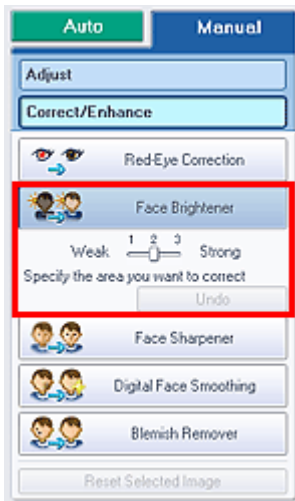 Auto Manual
Adjust
Correct/Enhance
Red-Eye Correction
Face Brightener
1 2 3
Weak Strong
Specify the area you want to correct
Undo
Face Sharpener
Digital Face Smoothing
Blemish Remover
Reset Selected Image